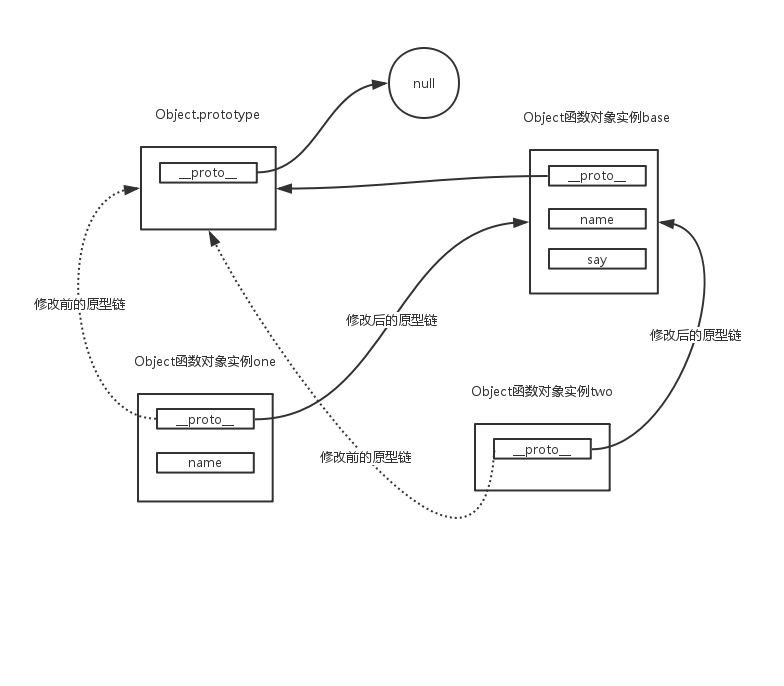 null
Object.prototype
Object函数对象实例base
__proto__
__proto__
name
say
修改前的原型链
修改后的原型链
修改后的原型链
Object函数对象实例one
Object函数对象实例two
__proto__
__proto__
修改前的原型链
name